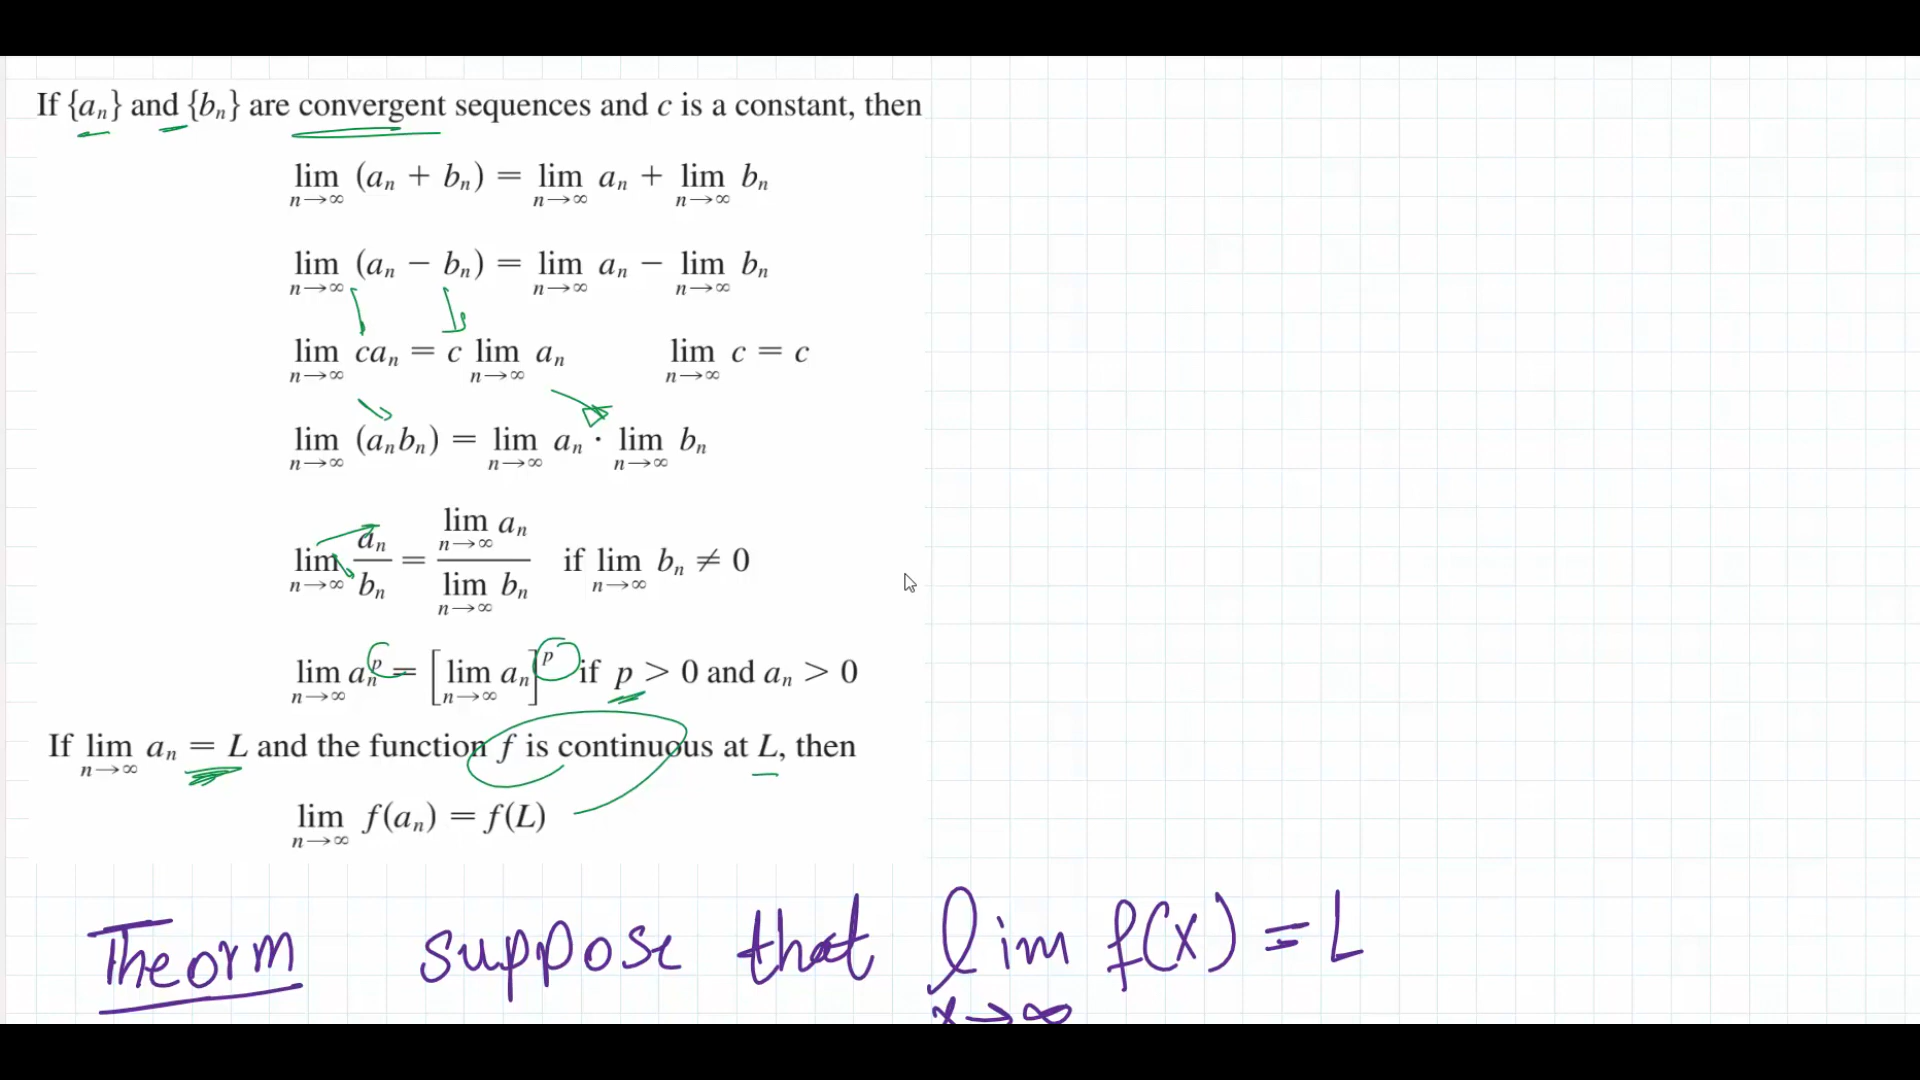 If {aₙ} and {bₙ} are convergent sequences and c is a constant, then
lim n→∞ (aₙ + bₙ) = lim n→∞ aₙ + lim n→∞ bₙ
lim n→∞ (aₙ − bₙ) = lim n→∞ aₙ − lim n→∞ bₙ
lim n→∞ caₙ = c lim n→∞ aₙ lim n→∞ c = c
lim n→∞ (aₙbₙ) = lim n→∞ aₙ · lim n→∞ bₙ
lim n→∞ aₙ/bₙ = lim n→∞ aₙ / lim n→∞ bₙ if lim n→∞ bₙ ≠ 0
lim n→∞ aₙᵖ = [lim n→∞ aₙ]ᵖ if p > 0 and aₙ > 0
If lim n→∞ aₙ = L and the function f is continuous at L, then
lim n→∞ f(aₙ) = f(L)
Theorm suppose that lim x→∞ f(x) = L